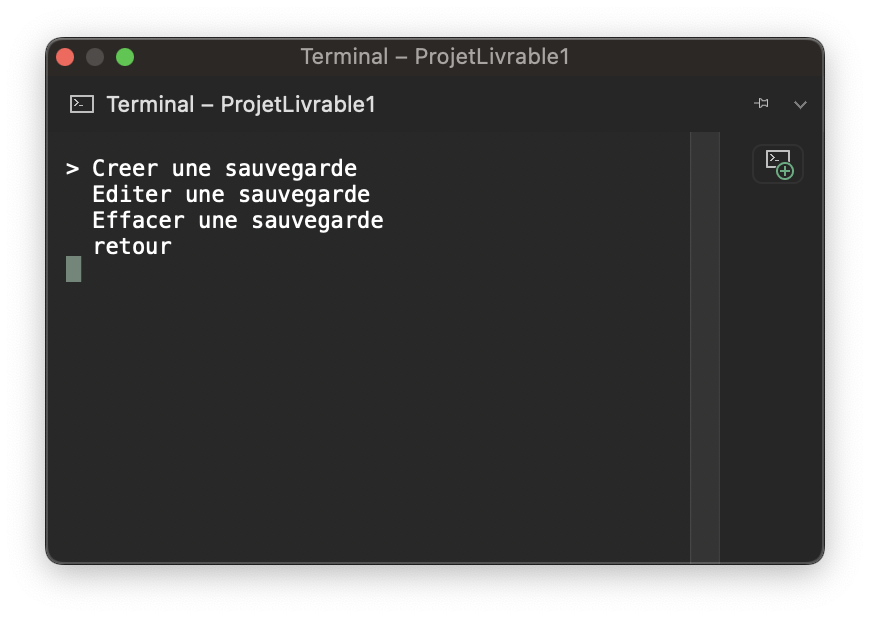 Terminal – ProjetLivrable1
Terminal – ProjetLivrable1
> Creer une sauvegarde
Editer une sauvegarde
Effacer une sauvegarde
retour